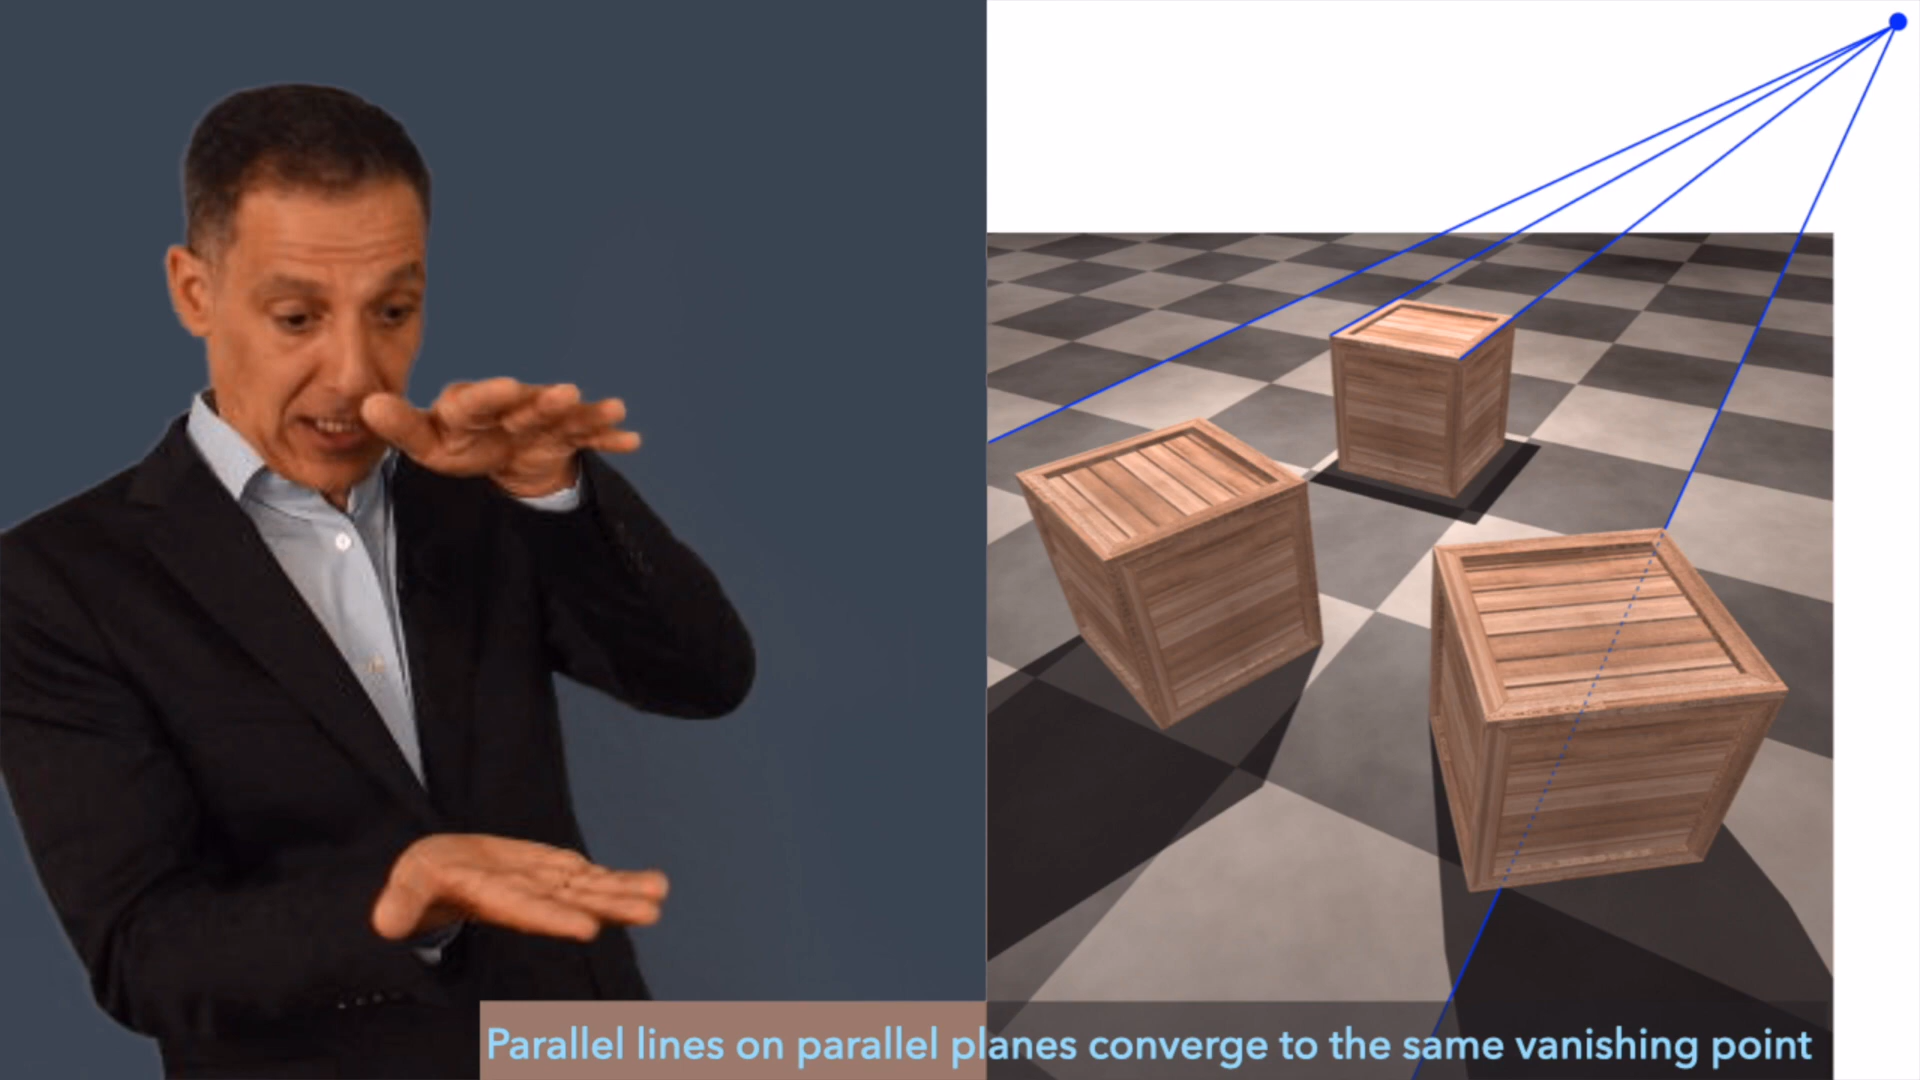 Parallel lines on parallel planes converge to the same vanishing point